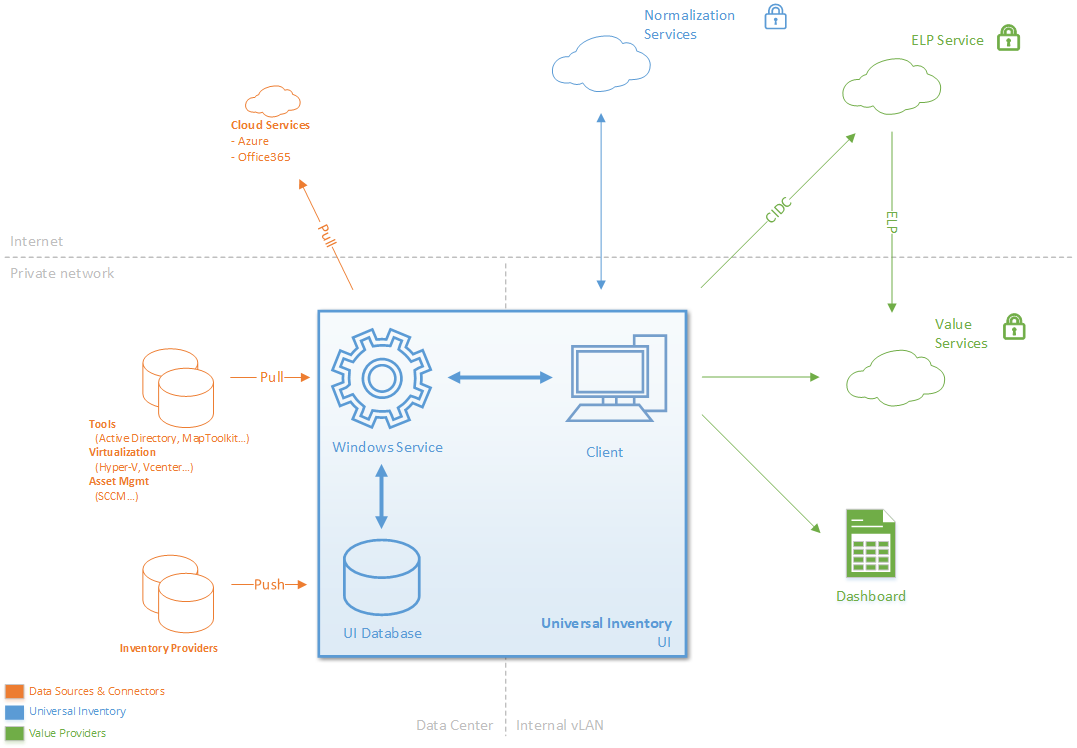 Normalization
Services
ELP Service
Cloud Services
- Azure
- Office365
Pull
CIDC
ELP
Internet
Private network
Value
Services
Pull
Tools
(Active Directory, MapToolkit...)
Virtualization
(Hyper-V, Vcenter...)
Asset Mgmt
(SCCM...)
Windows Service
Client
Push
Inventory Providers
UI Database
Universal Inventory
UI
Dashboard
Data Sources & Connectors
Universal Inventory
Value Providers
Data Center
Internal vLAN